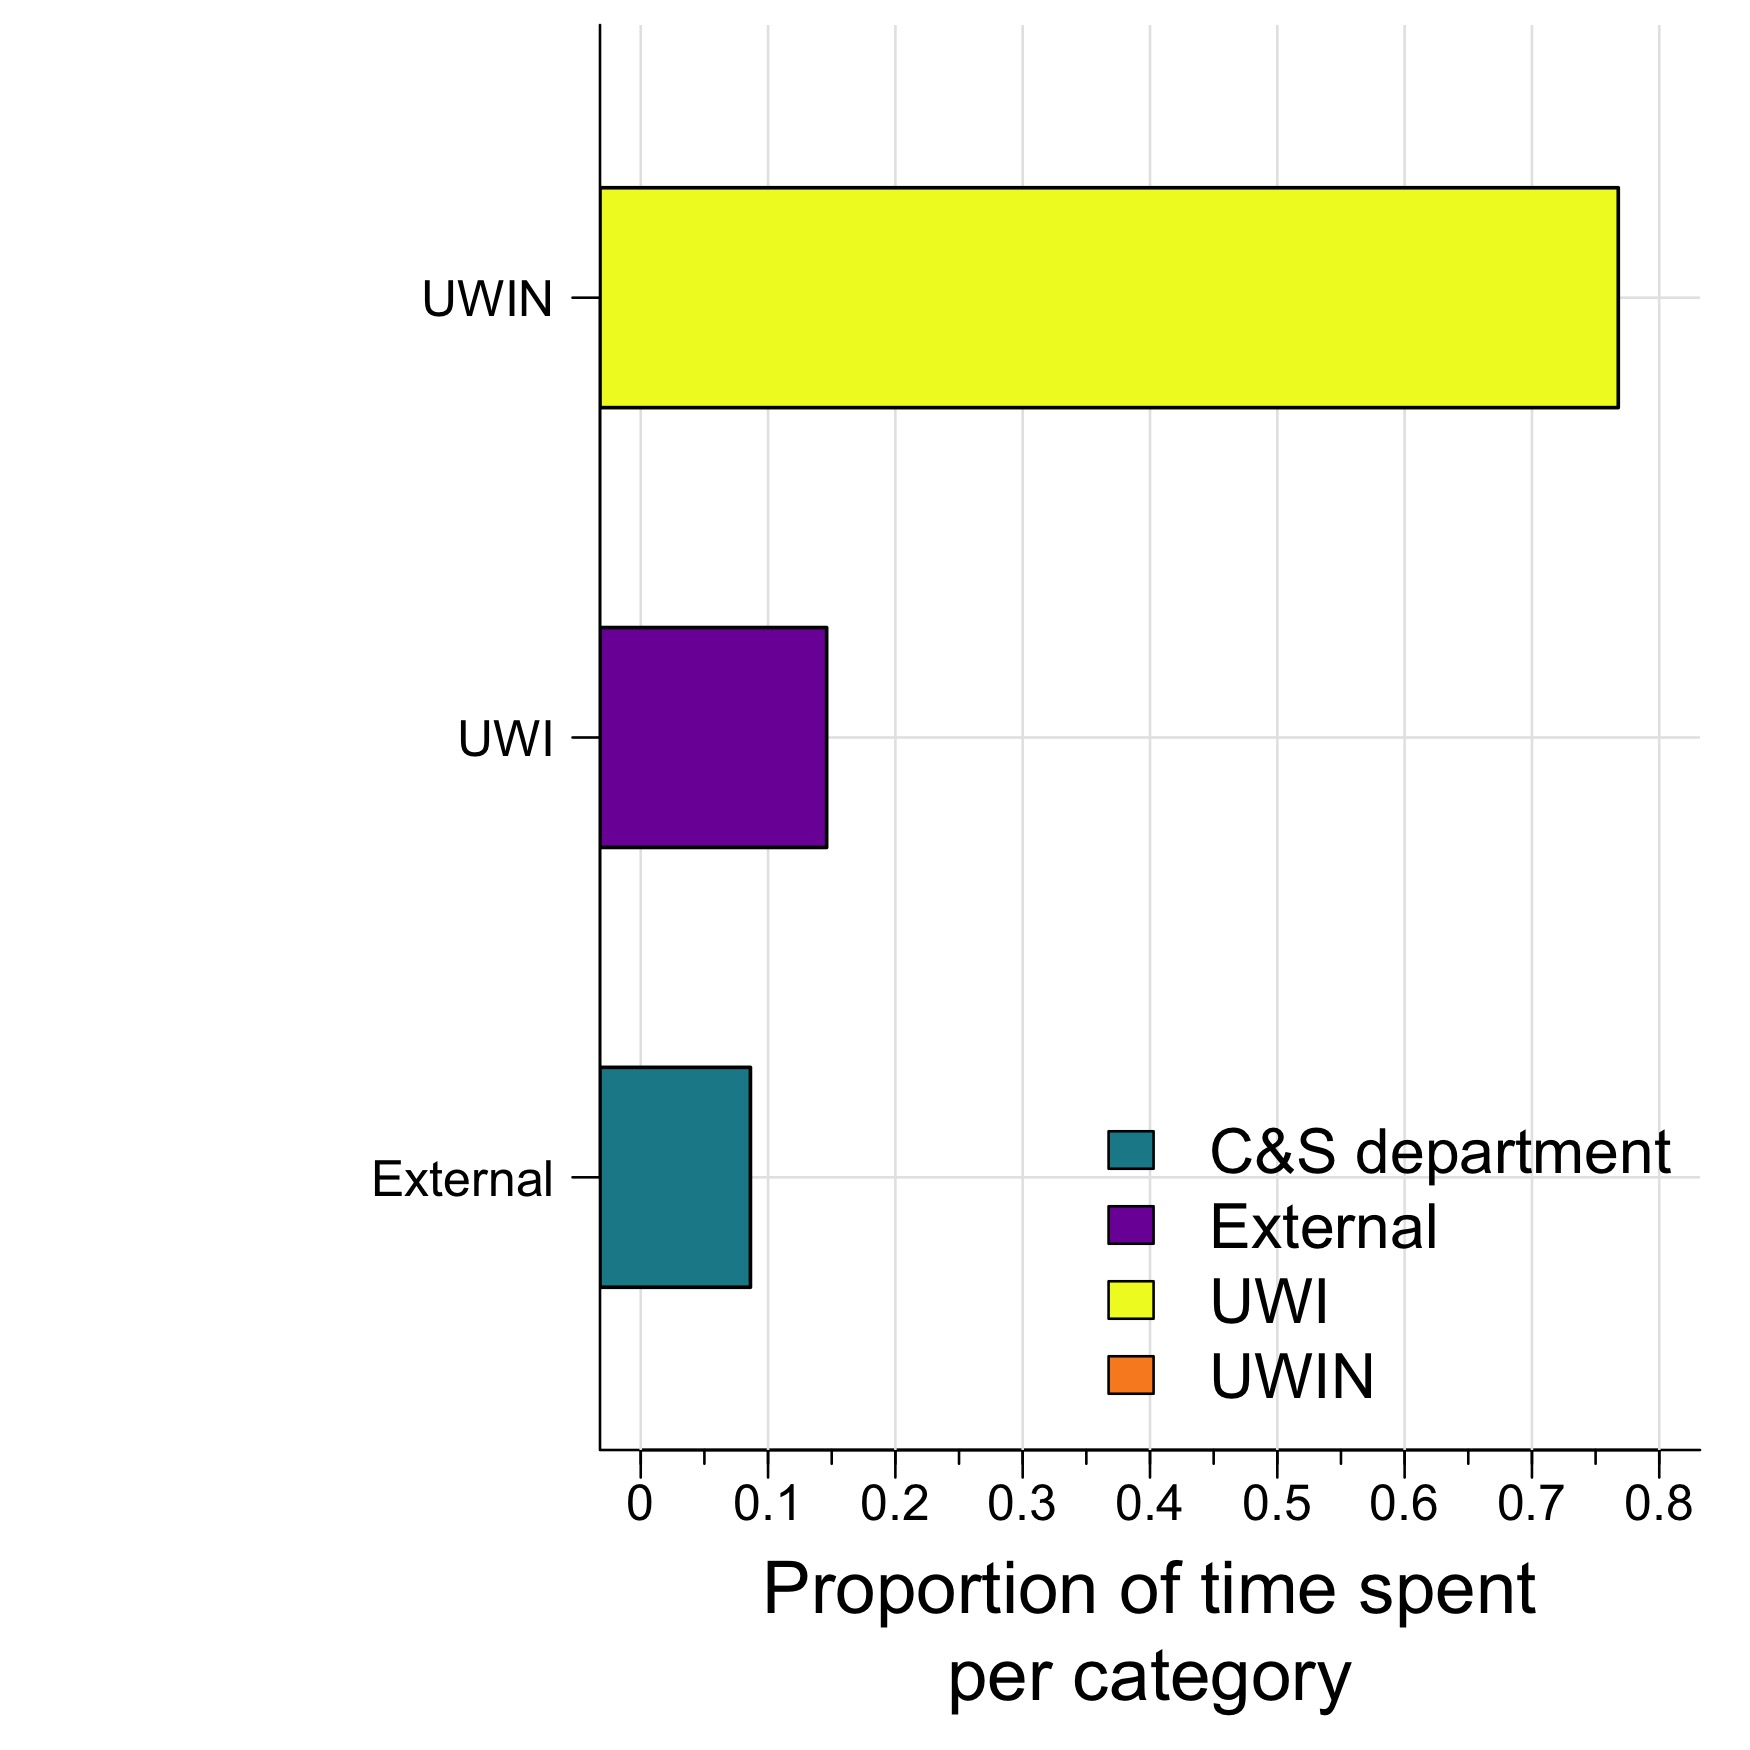 UWIN
UWI
External
C&S department
External
UWI
UWIN
0 0.1 0.2 0.3 0.4 0.5 0.6 0.7 0.8
Proportion of time spent
per category